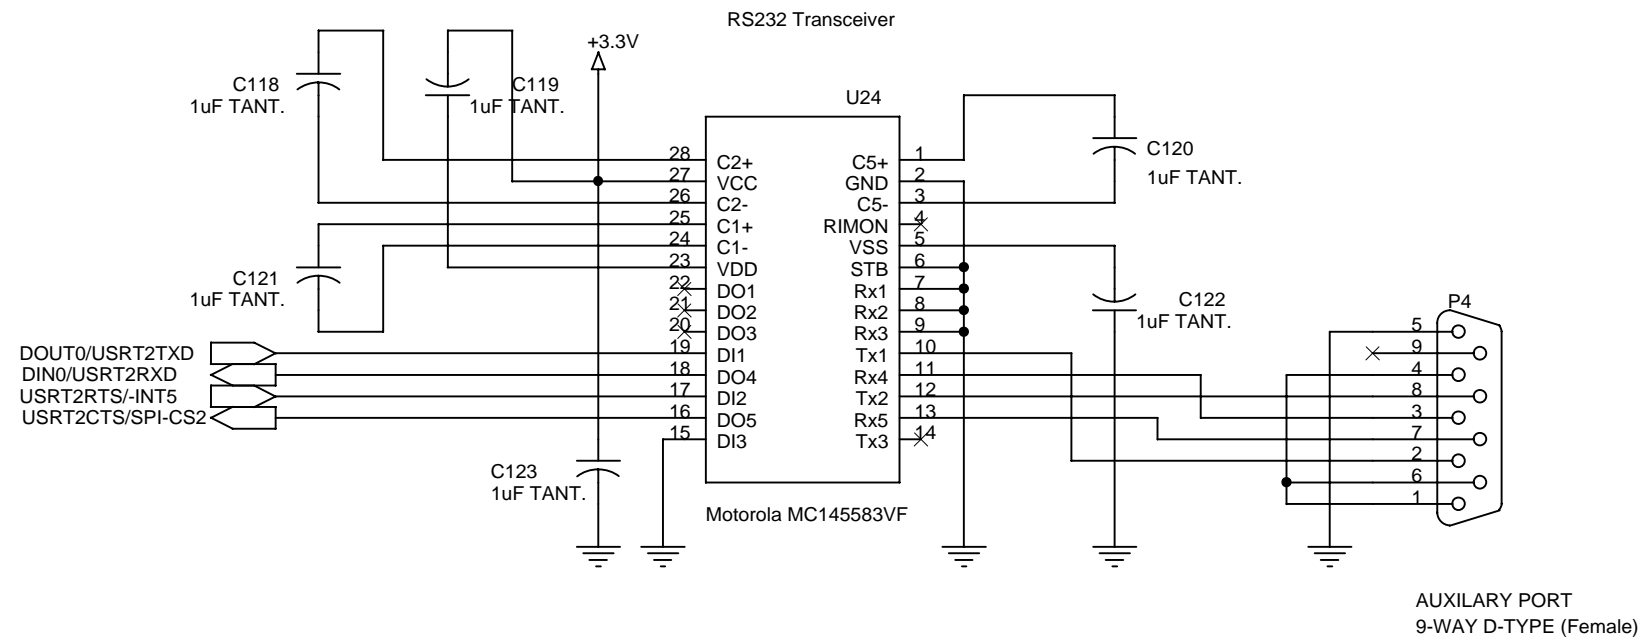 RS232 Transceiver
+3.3V
C118
1uF TANT.
C119
1uF TANT.
U24
C120
1uF TANT.
28 C2+
27 VCC
26 C2-
25 C1+
24 C1-
23 VDD
22 DO1
21 DO2
20 DO3
19 DI1
18 DO4
17 DI2
16 DO5
15 DI3
C5+ 1
GND 2
C5- 3
RIMON 4
VSS 5
STB 6
Rx1 7
Rx2 8
Rx3 9
Tx1 10
Rx4 11
Tx2 12
Rx5 13
Tx3 14
C121
1uF TANT.
C122
1uF TANT.
P4
5
9
4
8
3
7
2
6
1
DOUT0/USRT2TXD
DIN0/USRT2RXD
USRT2RTS/-INT5
USRT2CTS/SPI-CS2
C123
1uF TANT.
Motorola MC145583VF
AUXILARY PORT
9-WAY D-TYPE (Female)